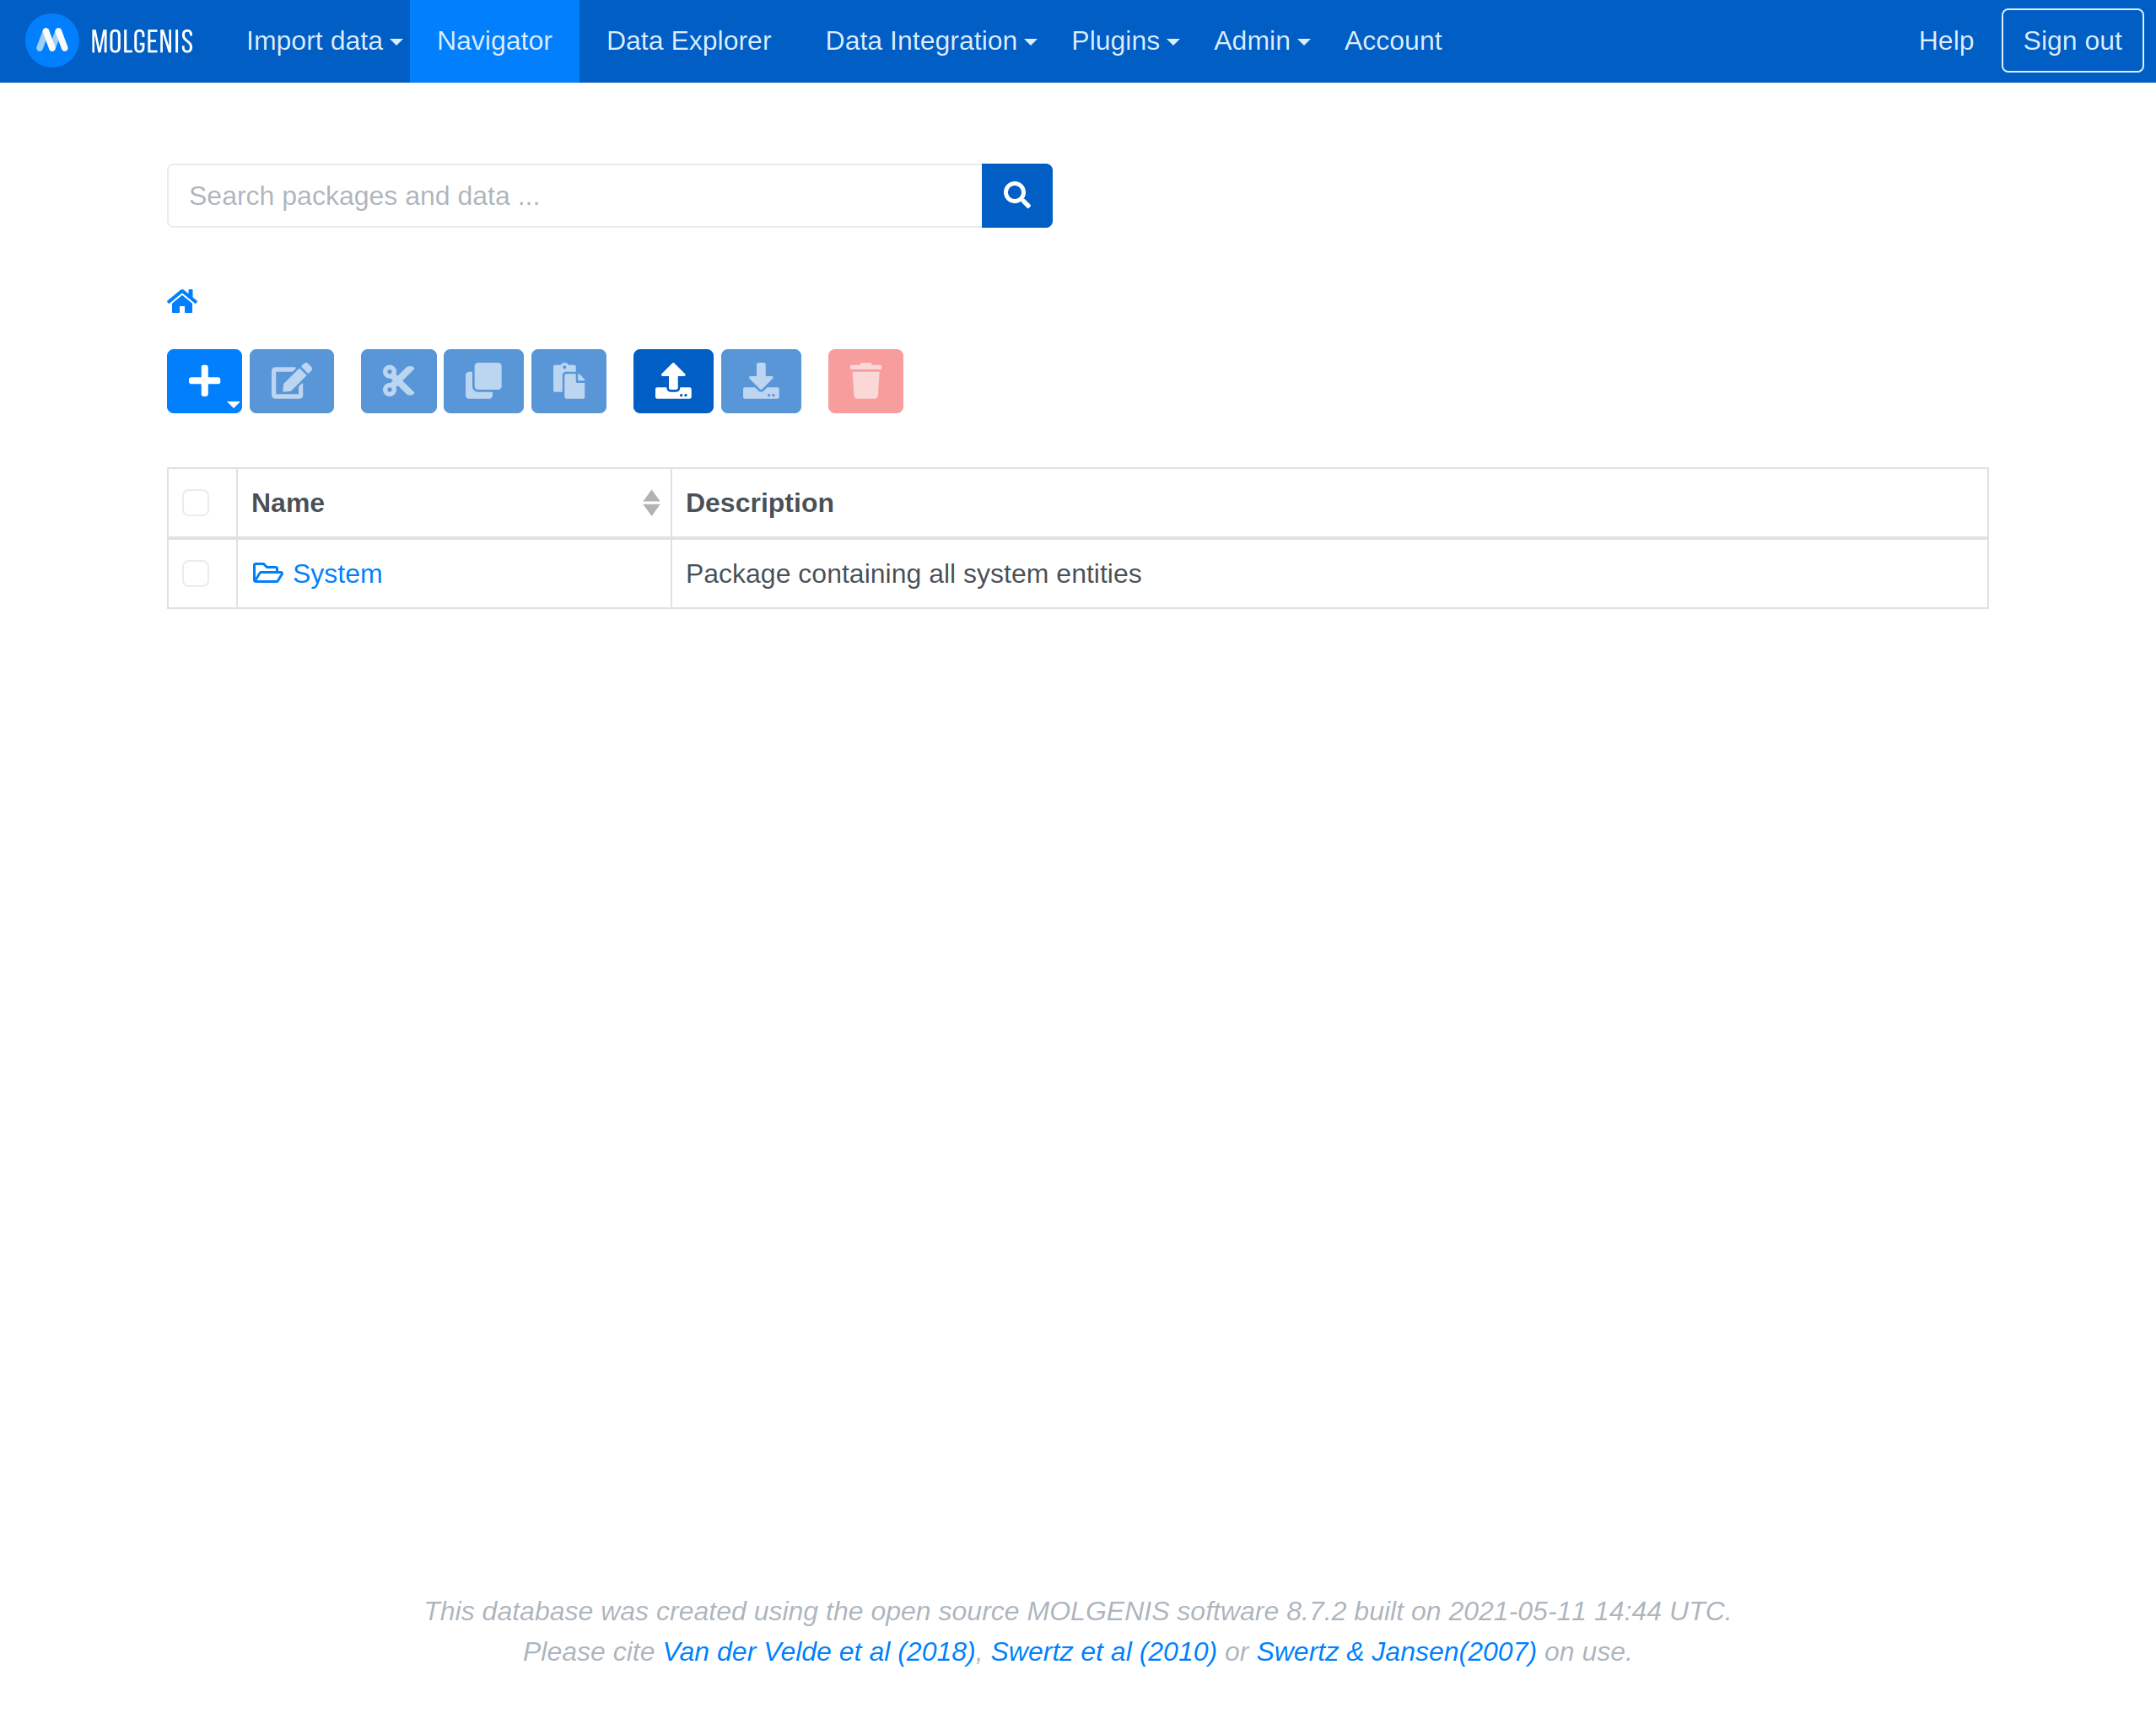 MOLGENIS Import data Navigator Data Explorer Data Integration Plugins Admin Account Help Sign out
Search packages and data ...
Name Description
System Package containing all system entities
This database was created using the open source MOLGENIS software 8.7.2 built on 2021-05-11 14:44 UTC.
Please cite Van der Velde et al (2018), Swertz et al (2010) or Swertz & Jansen(2007) on use.